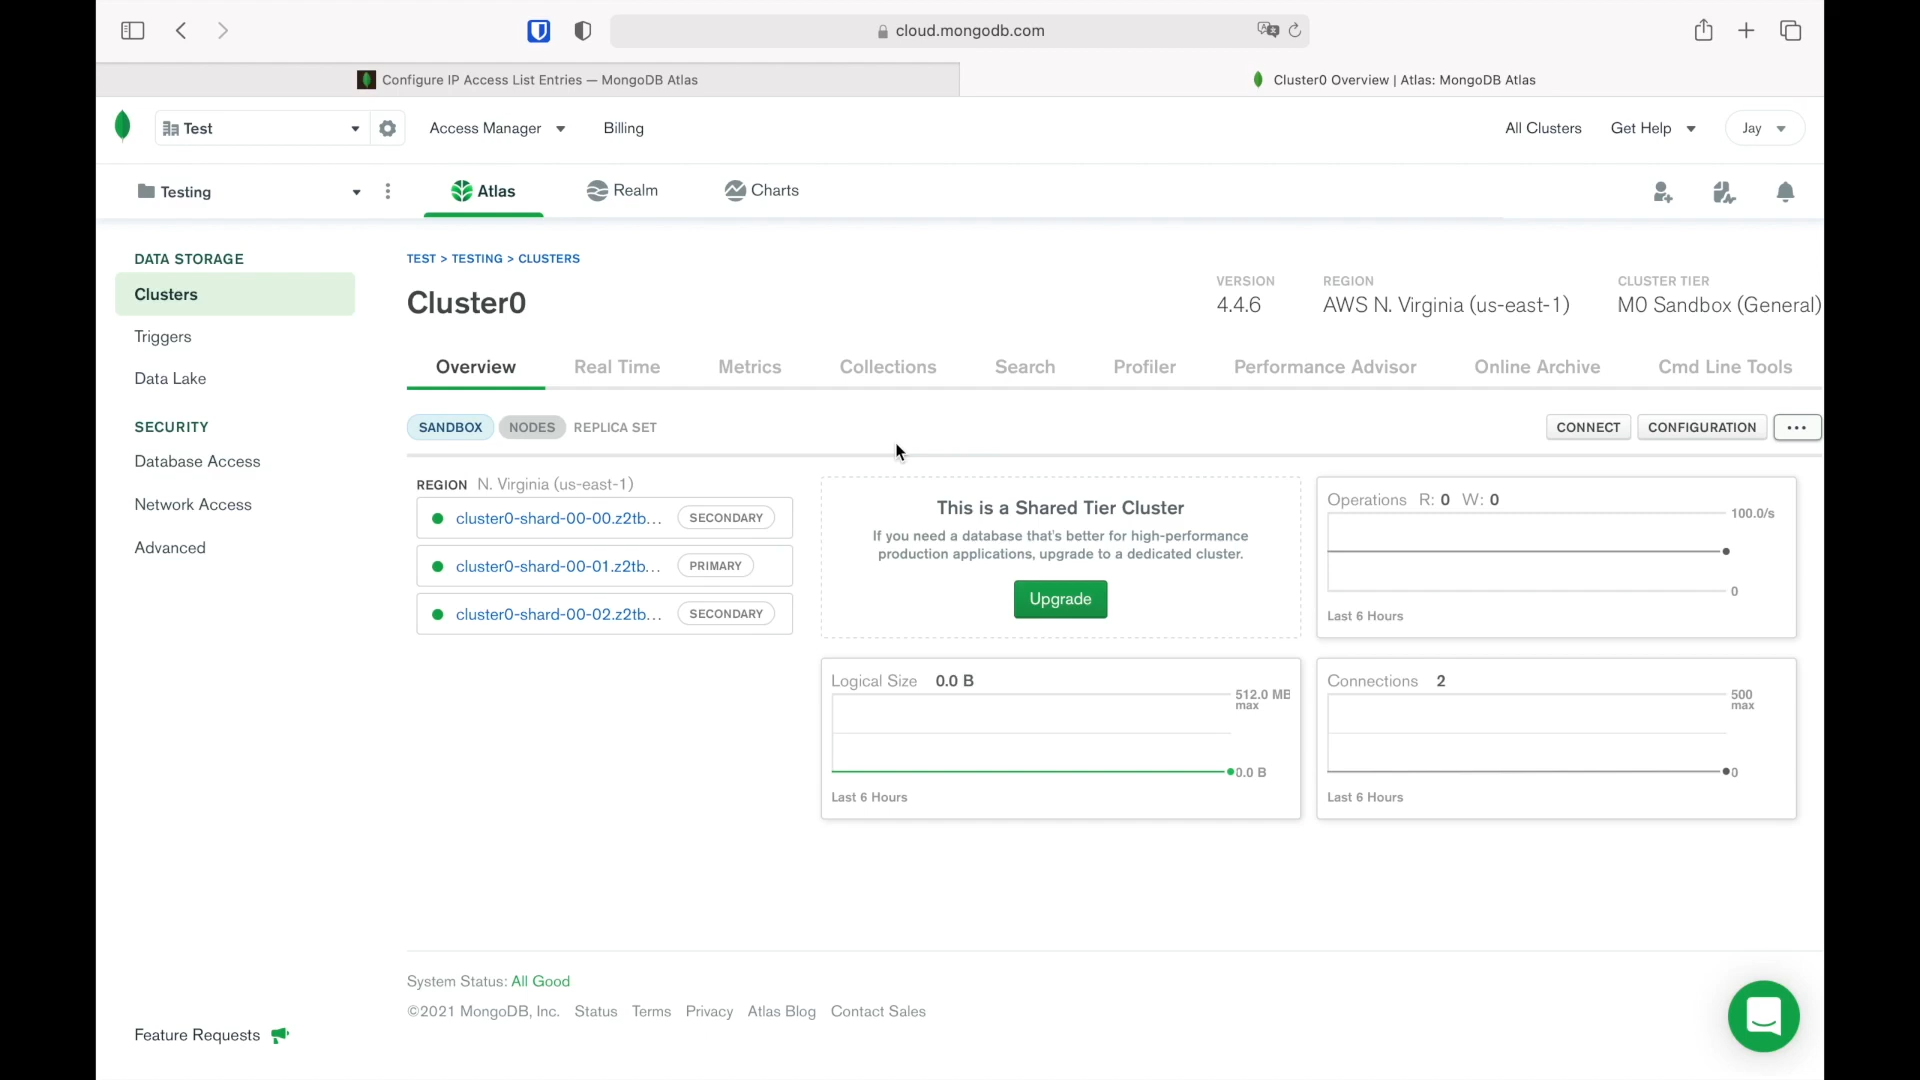 cloud.mongodb.com
Configure IP Access List Entries — MongoDB Atlas
Cluster0 Overview | Atlas: MongoDB Atlas
Test
Access Manager
Billing
All Clusters
Get Help
Jay
Testing
Atlas
Realm
Charts
DATA STORAGE
Clusters
Triggers
Data Lake
SECURITY
Database Access
Network Access
Advanced
Feature Requests
TEST > TESTING > CLUSTERS
Cluster0
VERSION
4.4.6
REGION
AWS N. Virginia (us-east-1)
CLUSTER TIER
M0 Sandbox (General)
Overview
Real Time
Metrics
Collections
Search
Profiler
Performance Advisor
Online Archive
Cmd Line Tools
SANDBOX
NODES
REPLICA SET
CONNECT
CONFIGURATION
...
REGION N. Virginia (us-east-1)
cluster0-shard-00-00.z2tb... SECONDARY
cluster0-shard-00-01.z2tb... PRIMARY
cluster0-shard-00-02.z2tb... SECONDARY
This is a Shared Tier Cluster
If you need a database that's better for high-performance
production applications, upgrade to a dedicated cluster.
Upgrade
Operations R: 0 W: 0
100.0/s
0
Last 6 Hours
Logical Size 0.0 B
512.0 MB
max
0.0 B
Last 6 Hours
Connections 2
500
max
0
Last 6 Hours
System Status: All Good
©2021 MongoDB, Inc. Status Terms Privacy Atlas Blog Contact Sales